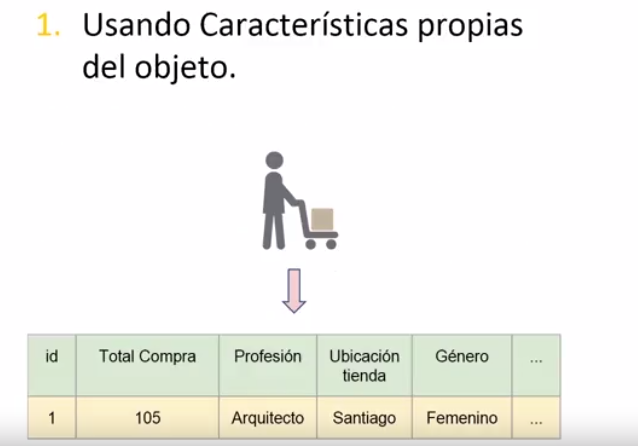 1. Usando Características propias
del objeto.
id Total Compra Profesión Ubicación tienda Género ...
1 105 Arquitecto Santiago Femenino ...